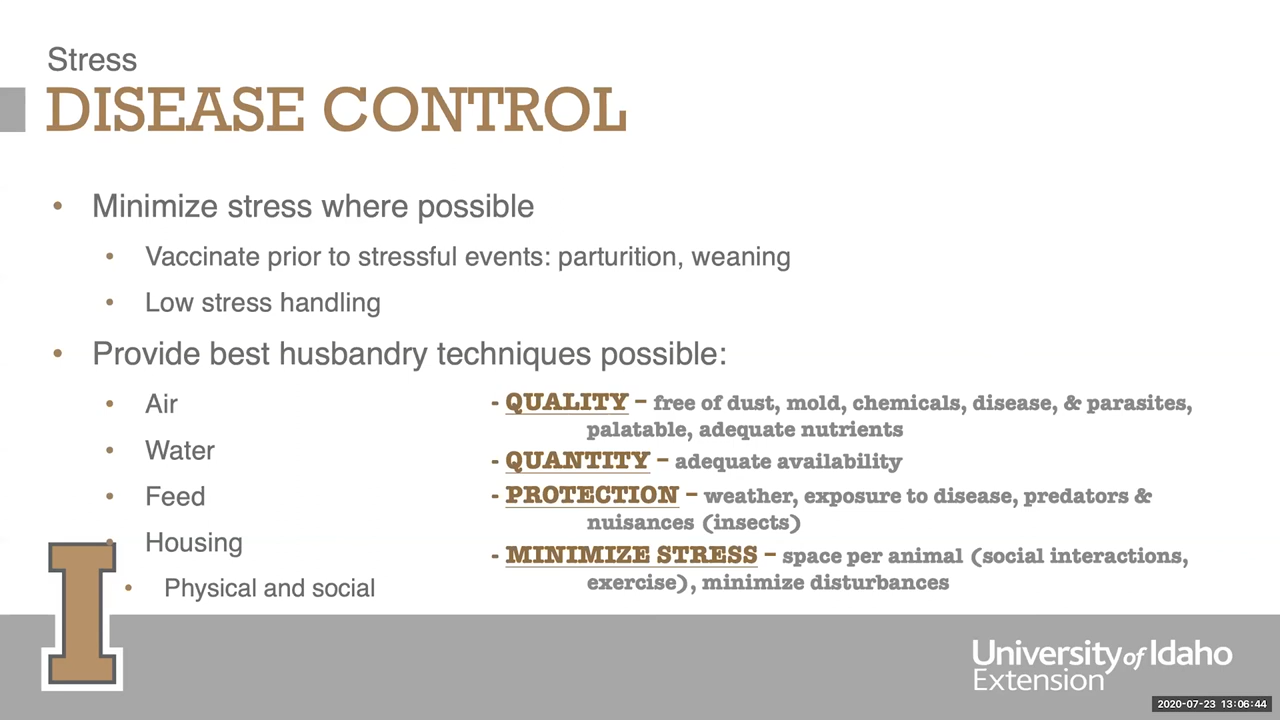 Stress
DISEASE CONTROL
• Minimize stress where possible
• Vaccinate prior to stressful events: parturition, weaning
• Low stress handling
• Provide best husbandry techniques possible:
• Air
• Water
• Feed
• Housing
• Physical and social
- QUALITY – free of dust, mold, chemicals, disease, & parasites,
palatable, adequate nutrients
- QUANTITY – adequate availability
- PROTECTION – weather, exposure to disease, predators &
nuisances (insects)
- MINIMIZE STRESS – space per animal (social interactions,
exercise), minimize disturbances
I
University of Idaho
Extension
2020-07-23 13:06:44